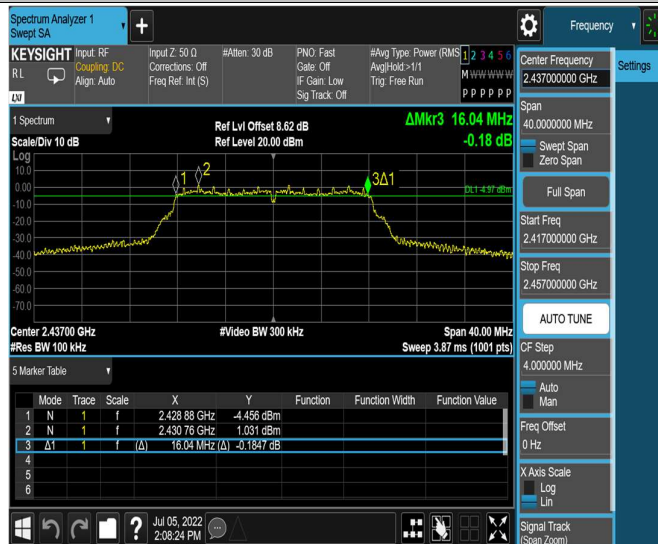 Spectrum Analyzer 1
Swept SA
Frequency
KEYSIGHT
RL
LXI
Input: RF
Coupling: DC
Align: Auto
Input Z: 50 Ω
Corrections: Off
Freq Ref: Int (S)
#Atten: 30 dB
PNO: Fast
Gate: Off
IF Gain: Low
Sig Track: Off
#Avg Type: Power (RMS
Avg|Hold:>1/1
Trig: Free Run
1 2 3 4 5 6
M W W W W W
P P P P P P
Center Frequency
2.437000000 GHz
Settings
Span
40.0000000 MHz
Swept Span
Zero Span
Full Span
Start Freq
2.417000000 GHz
Stop Freq
2.457000000 GHz
AUTO TUNE
CF Step
4.000000 MHz
Auto
Man
Freq Offset
0 Hz
X Axis Scale
Log
Lin
Signal Track
(Span Zoom)
1 Spectrum
Scale/Div 10 dB
Ref Lvl Offset 8.62 dB
Ref Level 20.00 dBm
ΔMkr3 16.04 MHz
-0.18 dB
Log
10.0
0.00
-10.0
-20.0
-30.0
-40.0
-50.0
-60.0
-70.0
1
2
3Δ1
DL1 -4.97 dBm
Center 2.43700 GHz
#Video BW 300 kHz
Span 40.00 MHz
#Res BW 100 kHz
Sweep 3.87 ms (1001 pts)
5 Marker Table
Mode Trace Scale X Y Function Function Width Function Value
1 N 1 f 2.428 88 GHz -4.456 dBm
2 N 1 f 2.430 76 GHz 1.031 dBm
3 Δ1 1 f (Δ) 16.04 MHz (Δ) -0.1847 dB
4
5
6
Jul 05, 2022
2:08:24 PM